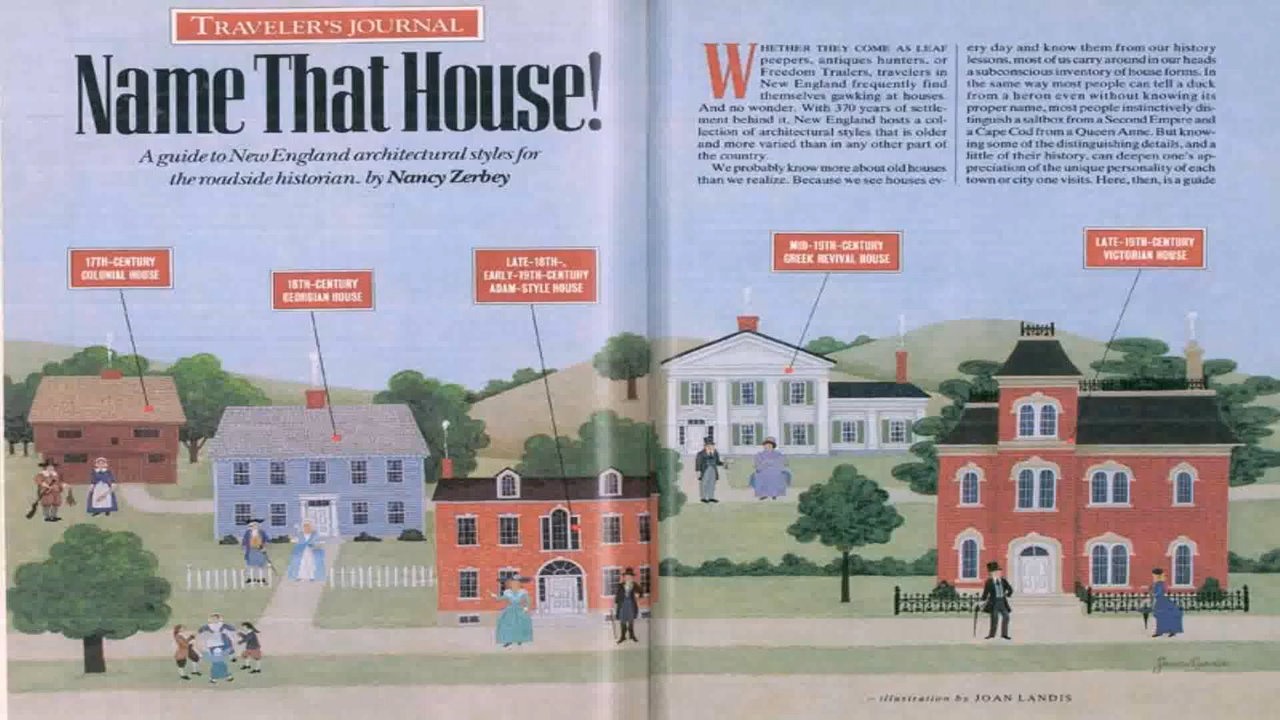 TRAVELER'S JOURNAL
Name That House!
A guide to New England architectural styles for
the roadside historian. by Nancy Zerbey
WHETHER THEY COME AS LEAF
peepers, antiques hunters, or
Freedom Trailers, travelers in
New England frequently find
themselves gawking at houses.
And no wonder. With 370 years of settle-
ment behind it, New England hosts a col-
lection of architectural styles that is older
and more varied than in any other part of
the country.
We probably know more about old houses
than we realize. Because we see houses ev-
ery day and know them from our history
lessons, most of us carry around in our heads
a subconscious inventory of house forms. In
the same way most people can tell a duck
from a heron even without knowing its
proper name, most people instinctively dis-
tinguish a saltbox from a Second Empire and
a Cape Cod from a Queen Anne. But know-
ing some of the distinguishing details, and a
little of their history, can deepen one's ap-
preciation of the unique personality of each
town or city one visits. Here, then, is a guide
17TH-CENTURY
COLONIAL HOUSE
18TH-CENTURY
GEORGIAN HOUSE
LATE-18TH-,
EARLY-19TH-CENTURY
ADAM-STYLE HOUSE
MID-19TH-CENTURY
GREEK REVIVAL HOUSE
LATE-19TH-CENTURY
VICTORIAN HOUSE
– illustration by JOAN LANDIS